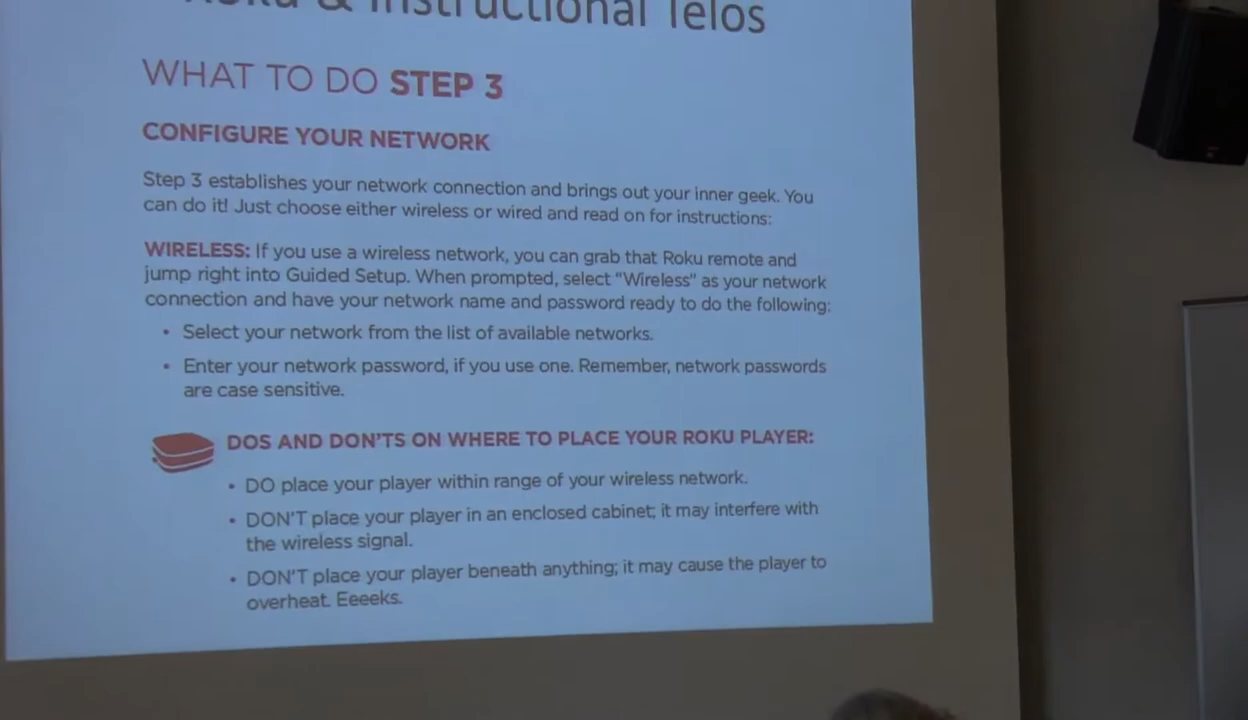 Roku & Instructional Telos
WHAT TO DO STEP 3
CONFIGURE YOUR NETWORK
Step 3 establishes your network connection and brings out your inner geek. You
can do it! Just choose either wireless or wired and read on for instructions:
WIRELESS: If you use a wireless network, you can grab that Roku remote and
jump right into Guided Setup. When prompted, select "Wireless" as your network
connection and have your network name and password ready to do the following:
• Select your network from the list of available networks.
• Enter your network password, if you use one. Remember, network passwords
are case sensitive.
DOS AND DON'TS ON WHERE TO PLACE YOUR ROKU PLAYER:
• DO place your player within range of your wireless network.
• DON'T place your player in an enclosed cabinet; it may interfere with
the wireless signal.
• DON'T place your player beneath anything; it may cause the player to
overheat. Eeeeks.